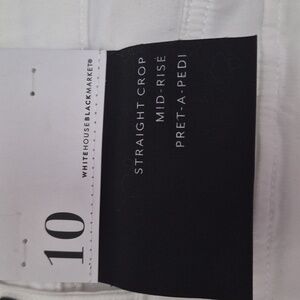 WHITEHOUSEBLACKMARKET®
10
STRAIGHT CROP
MID-RISE
PRET-A-PEDI